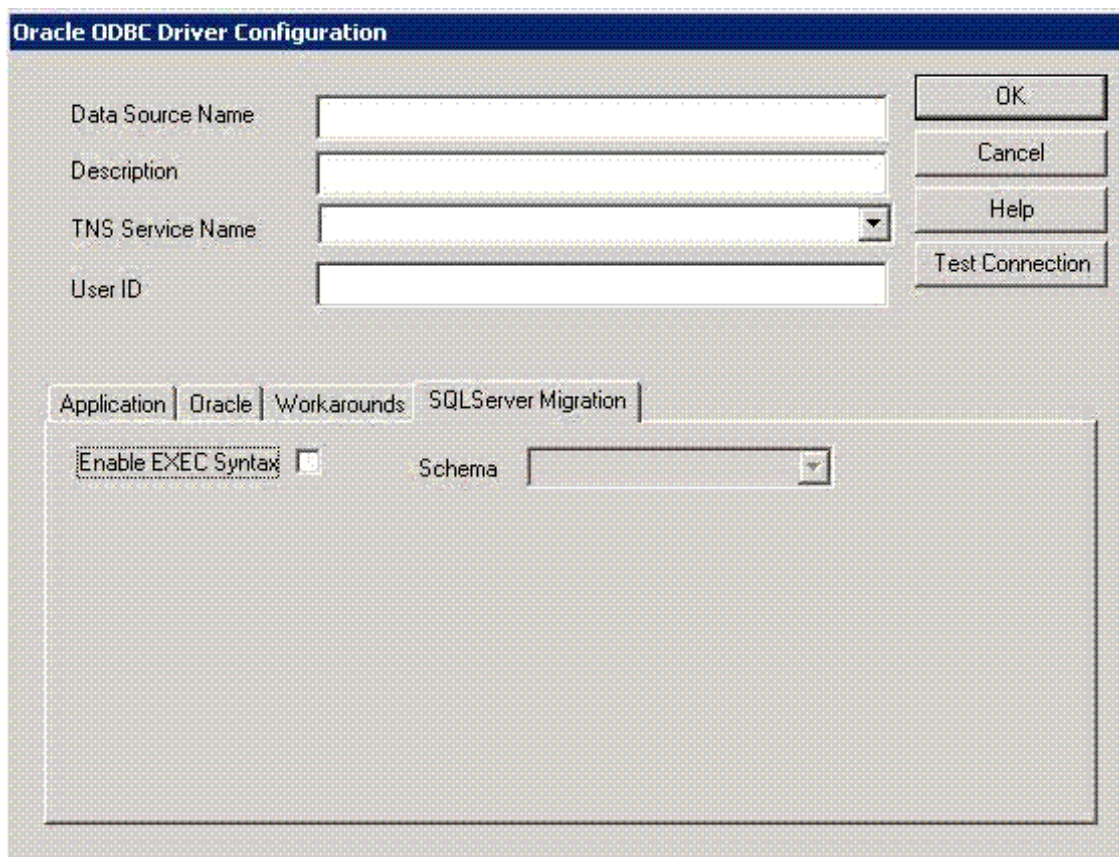 Oracle ODBC Driver Configuration
Data Source Name
OK
Description
Cancel
TNS Service Name
Help
User ID
Test Connection
Application
Oracle
Workarounds
SQLServer Migration
Enable EXEC Syntax
Schema